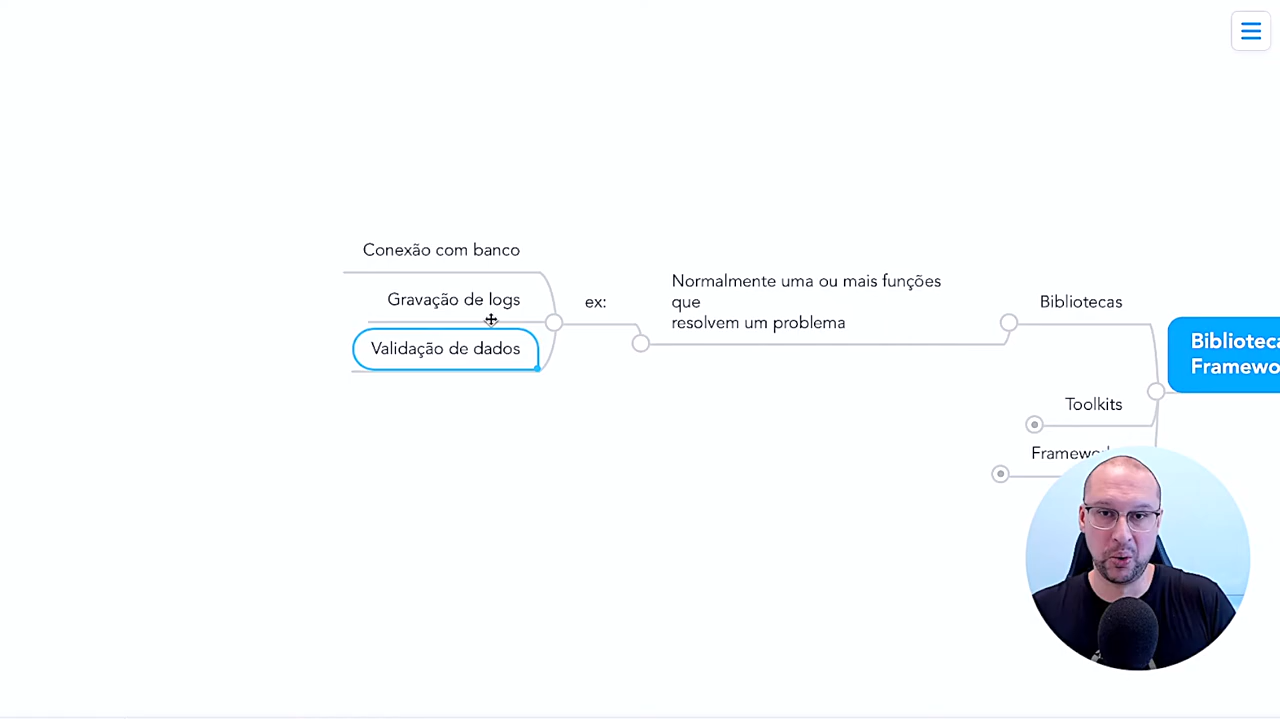 Conexão com banco
Gravação de logs
Validação de dados
ex:
Normalmente uma ou mais funções
que
resolvem um problema
Bibliotecas
Toolkits